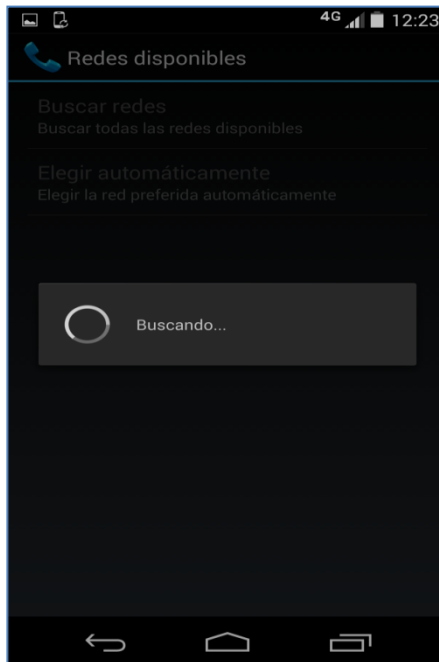 4G 12:23
Redes disponibles
Buscar redes
Buscar todas las redes disponibles
Elegir automáticamente
Elegir la red preferida automáticamente
Buscando...